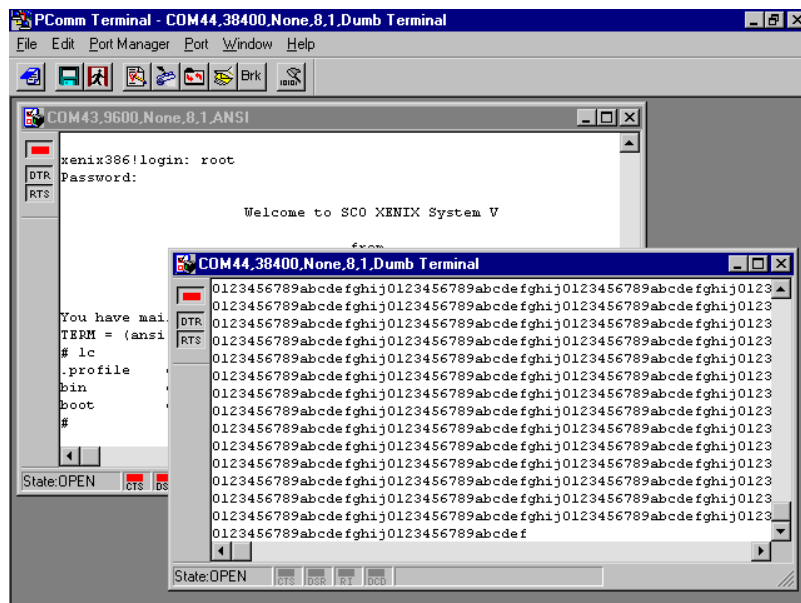 PComm Terminal - COM44,38400,None,8,1,Dumb Terminal
File Edit Port Manager Port Window Help
Brk
COM43,9600,None,8,1,ANSI
DTR
RTS
xenix386!login: root
Password:
Welcome to SCO XENIX System V
from
You have mai
TERM = (ansi
# lc
.profile
bin
boot
#
State:OPEN CTS
COM44,38400,None,8,1,Dumb Terminal
DTR
RTS
0123456789abcdefghij0123456789abcdefghij0123456789abcdefghij0123
0123456789abcdefghij0123456789abcdefghij0123456789abcdefghij0123
0123456789abcdefghij0123456789abcdefghij0123456789abcdefghij0123
0123456789abcdefghij0123456789abcdefghij0123456789abcdefghij0123
0123456789abcdefghij0123456789abcdefghij0123456789abcdefghij0123
0123456789abcdefghij0123456789abcdefghij0123456789abcdefghij0123
0123456789abcdefghij0123456789abcdefghij0123456789abcdefghij0123
0123456789abcdefghij0123456789abcdefghij0123456789abcdefghij0123
0123456789abcdefghij0123456789abcdefghij0123456789abcdefghij0123
0123456789abcdefghij0123456789abcdefghij0123456789abcdefghij0123
0123456789abcdefghij0123456789abcdefghij0123456789abcdefghij0123
0123456789abcdefghij0123456789abcdefghij0123456789abcdefghij0123
0123456789abcdefghij0123456789abcdefghij0123456789abcdefghij0123
0123456789abcdefghij0123456789abcdefghij0123456789abcdefghij0123
0123456789abcdefghij0123456789abcdef
State:OPEN CTS DSR RI DCD